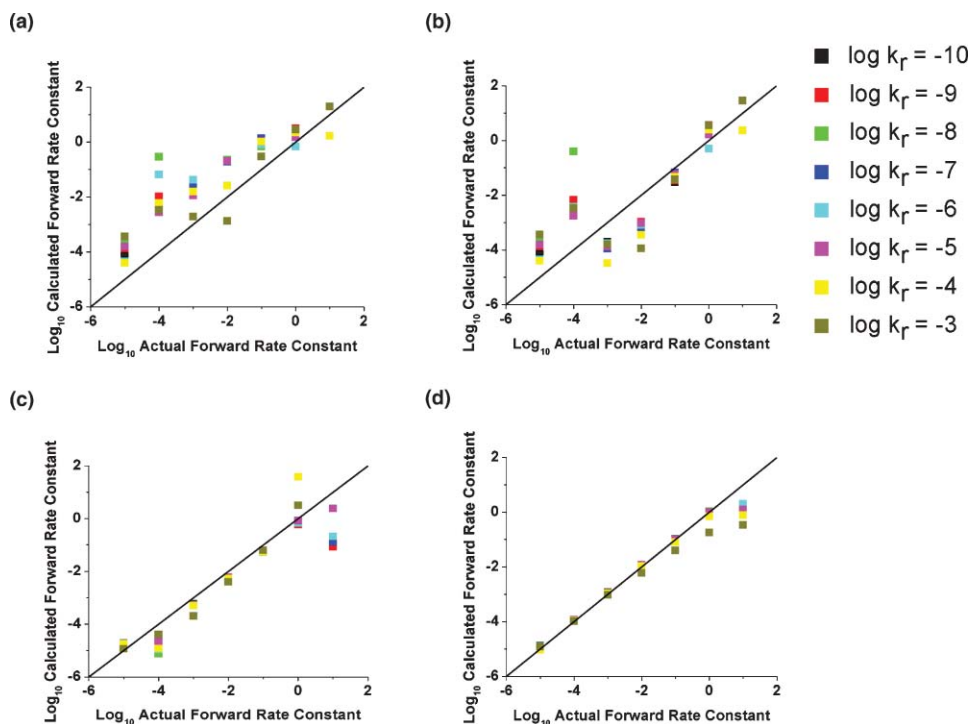 (a)
Log10 Calculated Forward Rate Constant
2
0
-2
-4
-6
-6 -4 -2 0 2
Log10 Actual Forward Rate Constant
(b)
Log10 Calculated Forward Rate Constant
2
0
-2
-4
-6
-6 -4 -2 0 2
Log10 Actual Forward Rate Constant
log kr = -10
log kr = -9
log kr = -8
log kr = -7
log kr = -6
log kr = -5
log kr = -4
log kr = -3
(c)
Log10 Calculated Forward Rate Constant
2
0
-2
-4
-6
-6 -4 -2 0 2
Log10 Actual Forward Rate Constant
(d)
Log10 Calculated Forward Rate Constant
2
0
-2
-4
-6
-6 -4 -2 0 2
Log10 Actual Forward Rate Constant